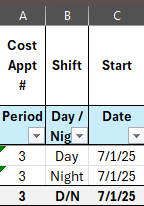 A B C
Cost Appt # Shift Start
Period Day / Nig Date
3 Day 7/1/25
3 Night 7/1/25
3 D/N 7/1/25